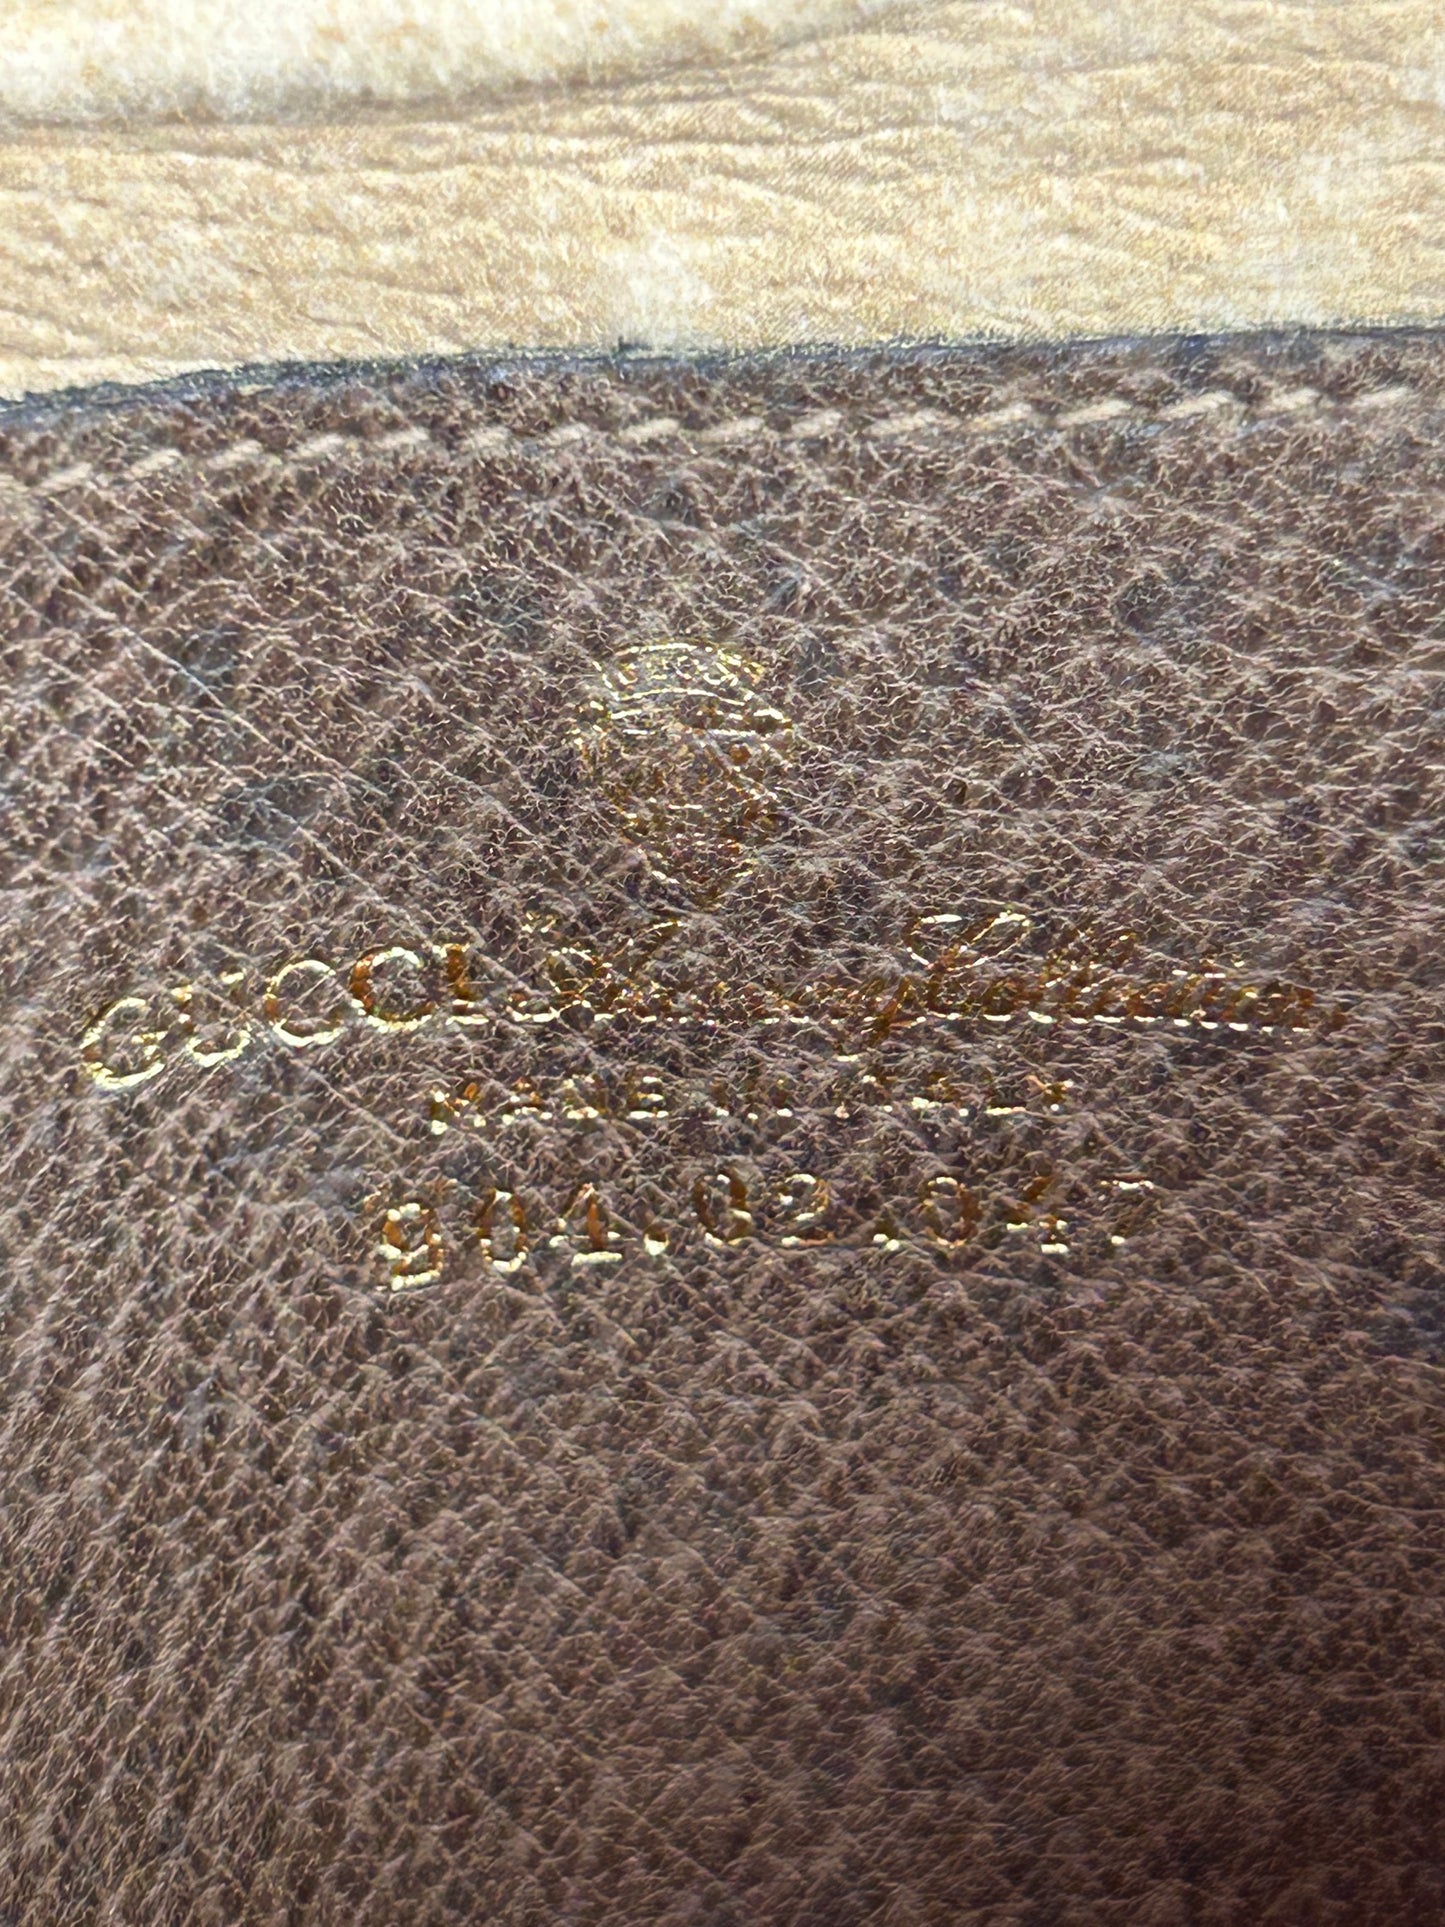 GUCCI Accessory Collection
MADE IN ITALY
904.02.047